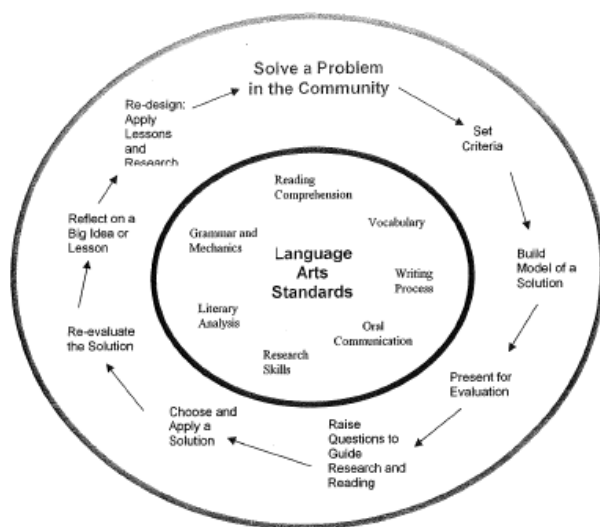 Solve a Problem
in the Community
Set
Criteria
Build
Model of a
Solution
Present for
Evaluation
Raise
Questions to
Guide
Research and
Reading
Choose and
Apply a
Solution
Re-evaluate
the Solution
Reflect on a
Big Idea or
Lesson
Re-design:
Apply
Lessons
and
Research
Language
Arts
Standards
Reading
Comprehension
Vocabulary
Writing
Process
Oral
Communication
Research
Skills
Literary
Analysis
Grammar and
Mechanics